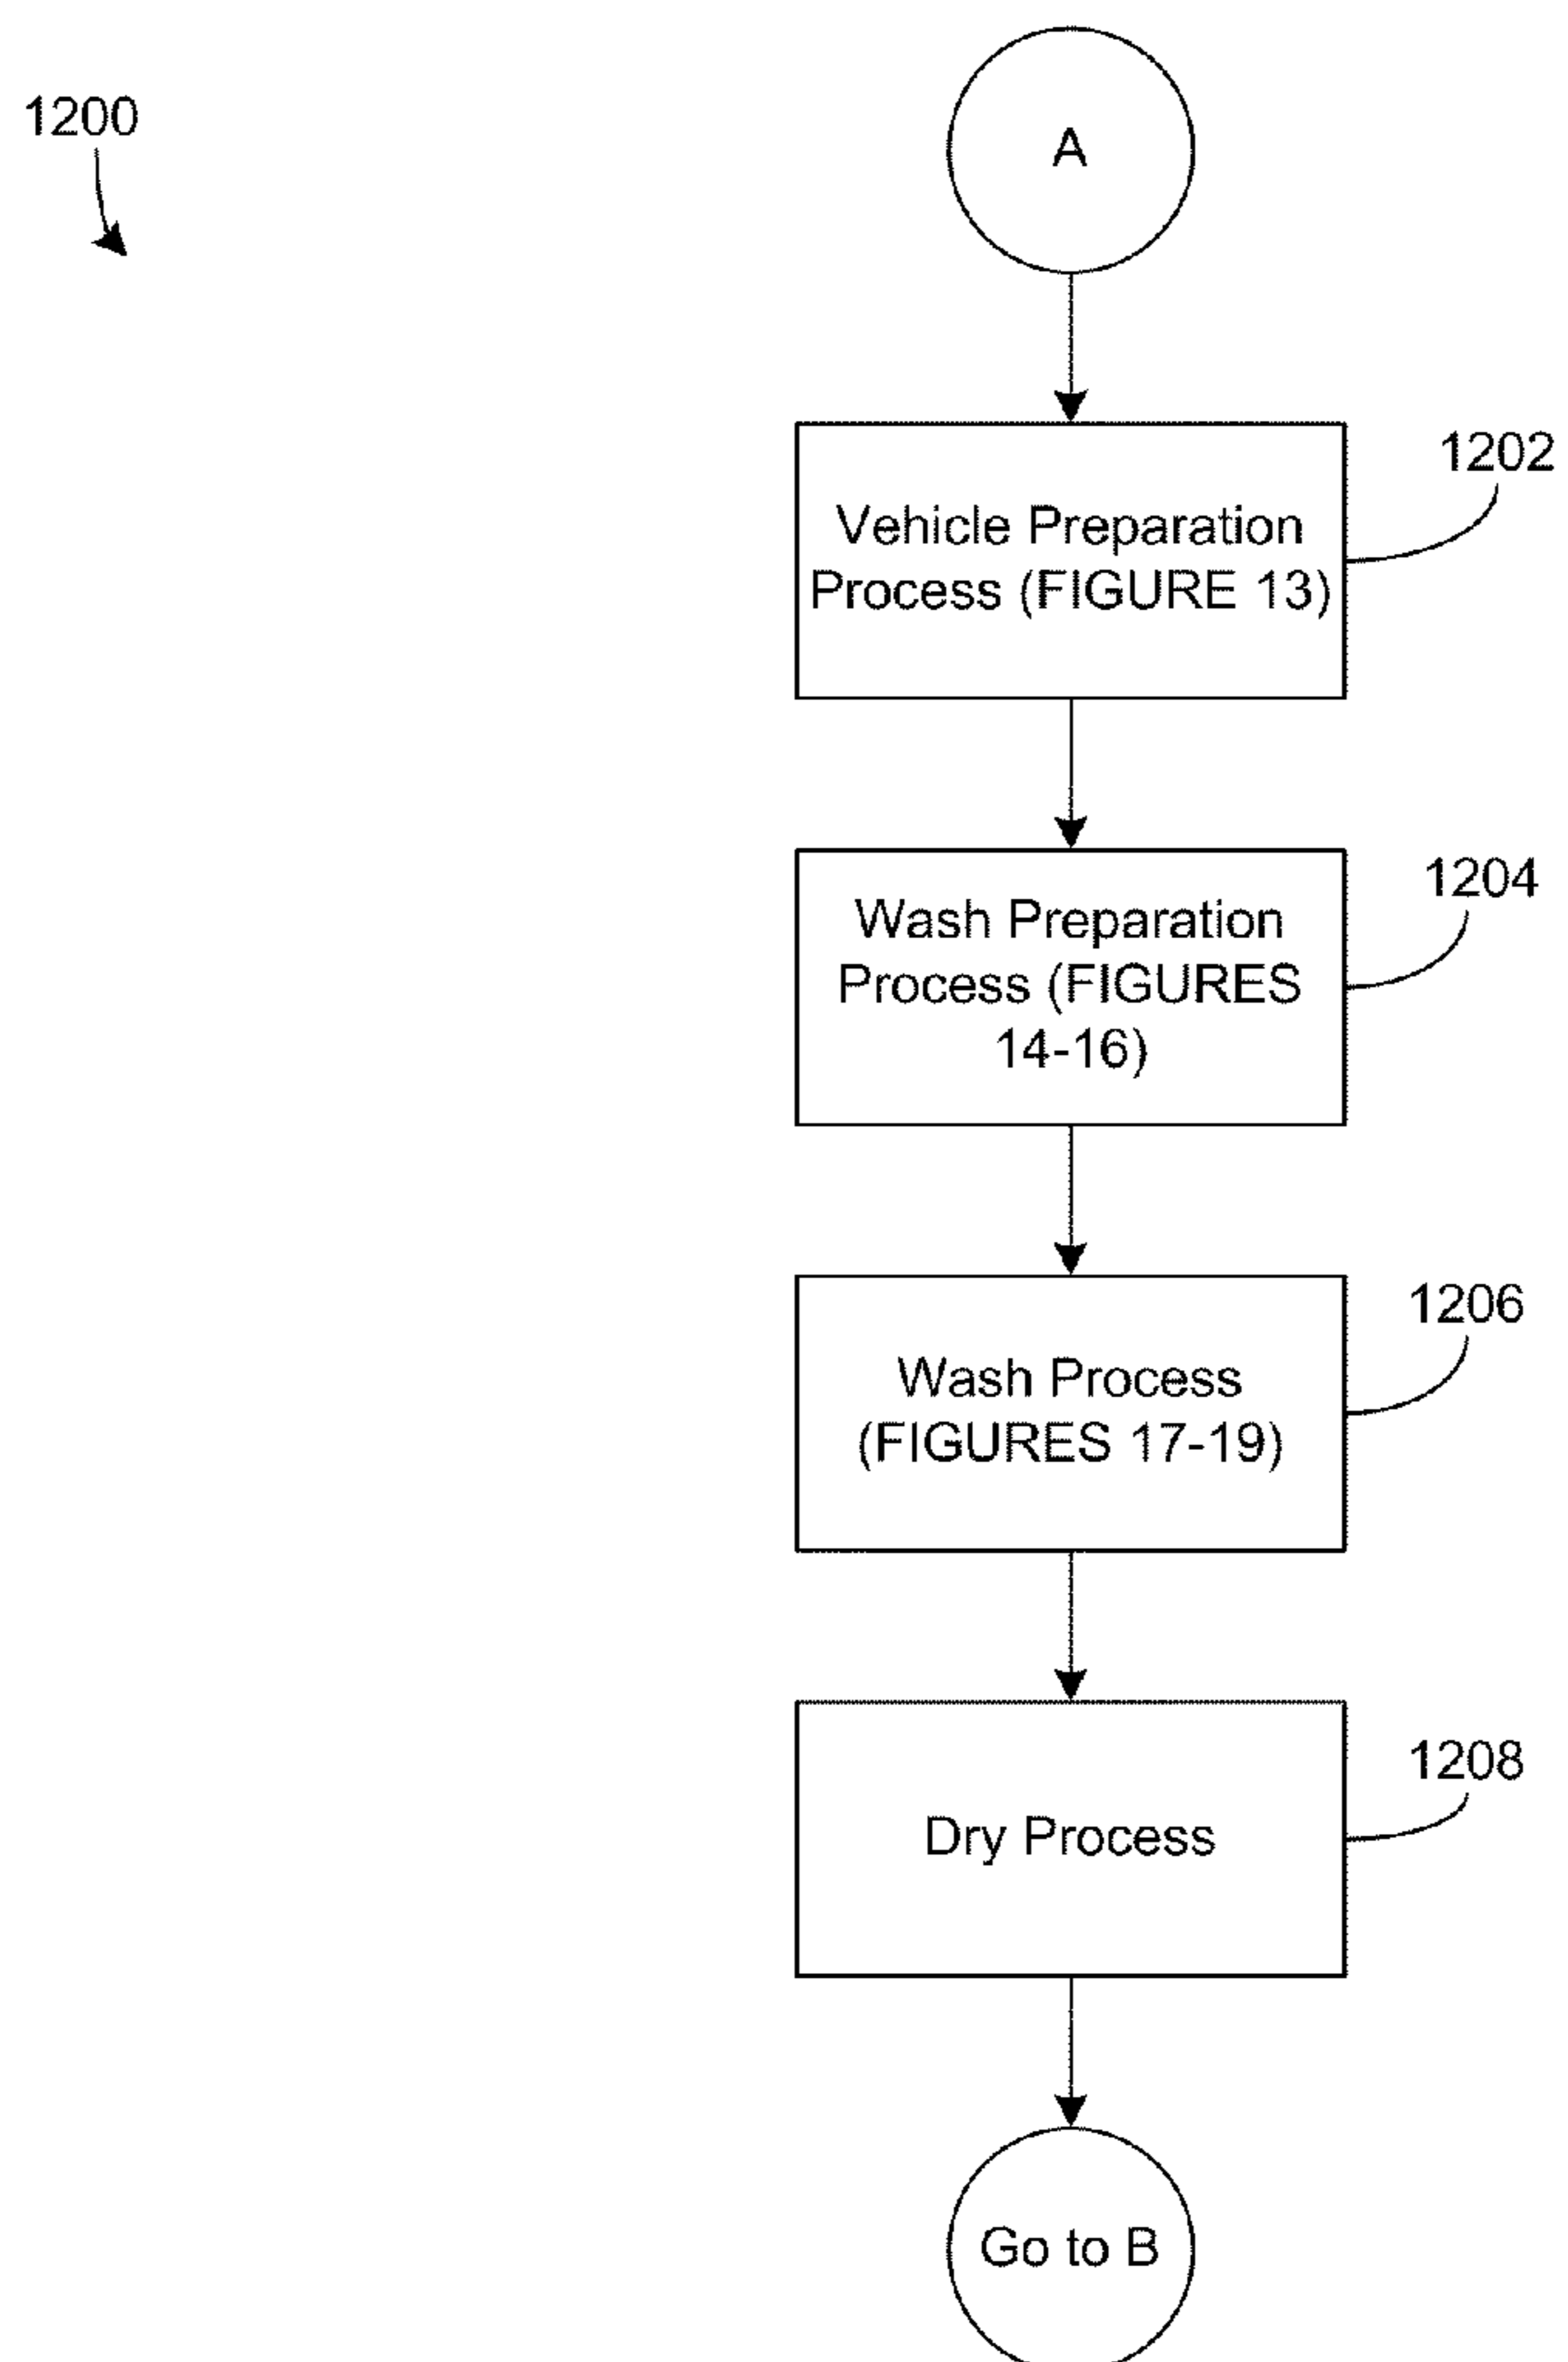 1200
A
1202
Vehicle Preparation
Process (FIGURE 13)
1204
Wash Preparation
Process (FIGURES
14-16)
1206
Wash Process
(FIGURES 17-19)
1208
Dry Process
Go to B